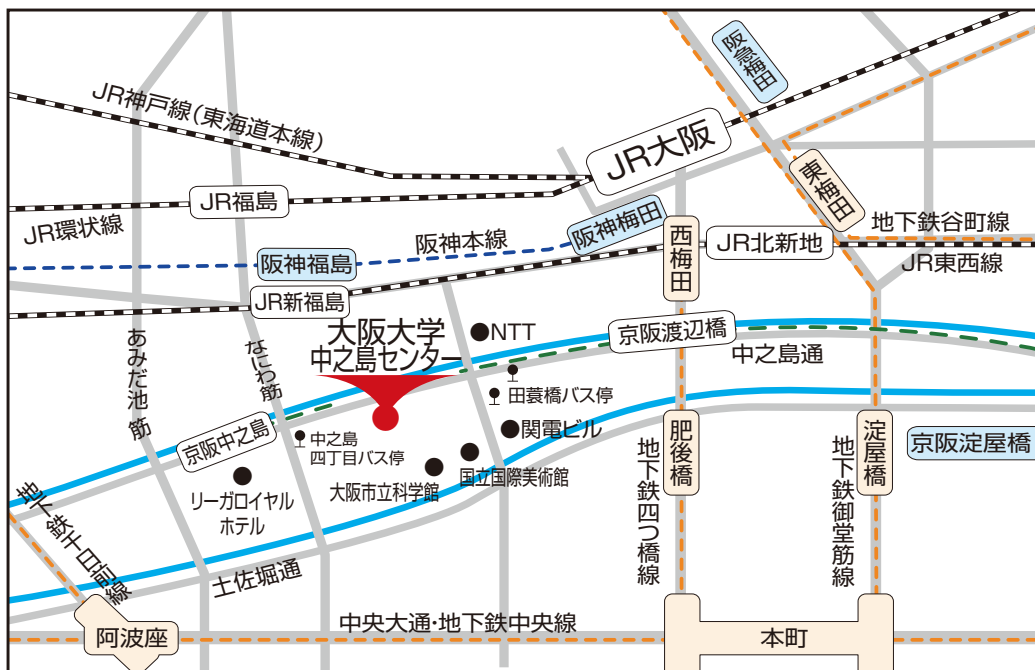 阪急梅田
JR神戸線(東海道本線)
JR大阪
東梅田
JR福島
JR環状線
地下鉄谷町線
阪神梅田
阪神本線
西梅田
JR北新地
JR東西線
阪神福島
JR新福島
大阪大学
中之島センター
NTT
京阪渡辺橋
中之島通
あみだ池筋
なにわ筋
田蓑橋バス停
京阪中之島
中之島
四丁目バス停
関電ビル
肥後橋
淀屋橋
京阪淀屋橋
国立国際美術館
大阪市立科学館
リーガロイヤル
ホテル
地下鉄四つ橋線
地下鉄御堂筋線
地下鉄千日前線
土佐堀通
阿波座
中央大通・地下鉄中央線
本町